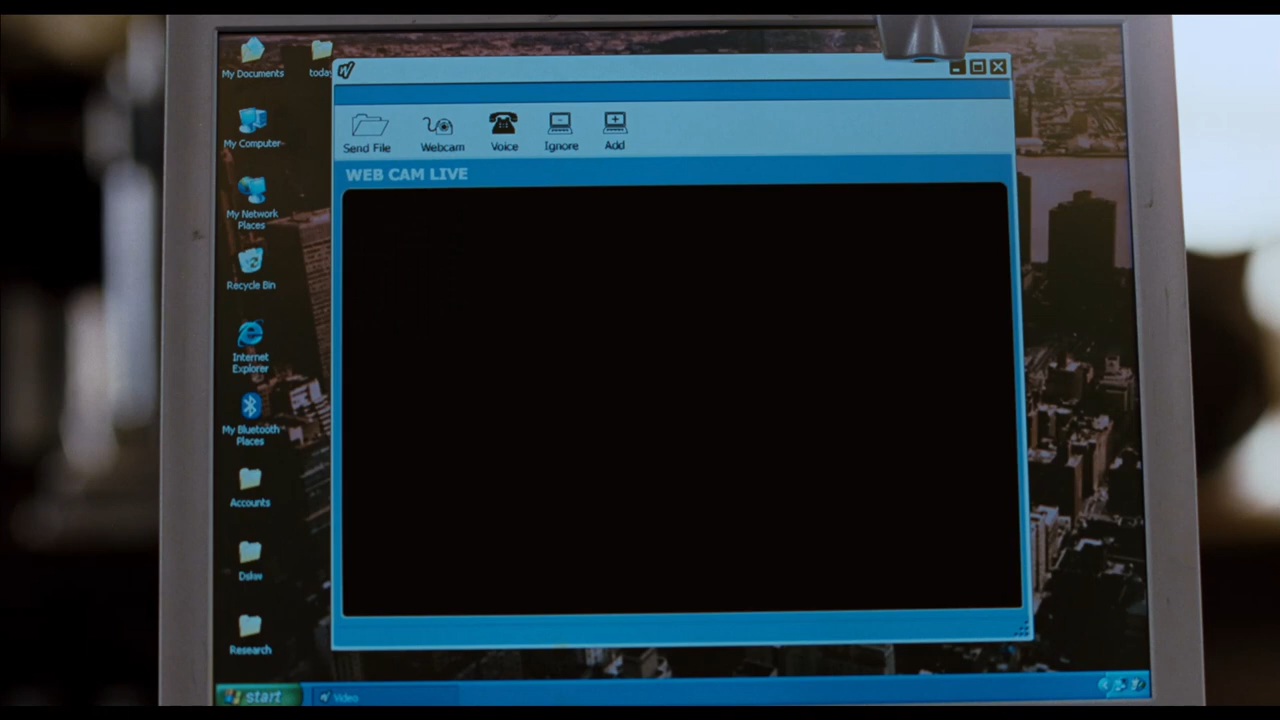 My Documents
today
My Computer
My Network
Places
Recycle Bin
Internet
Explorer
My Bluetooth
Places
Accounts
Research
Send File
Webcam
Voice
Ignore
Add
WEB CAM LIVE
start
Video